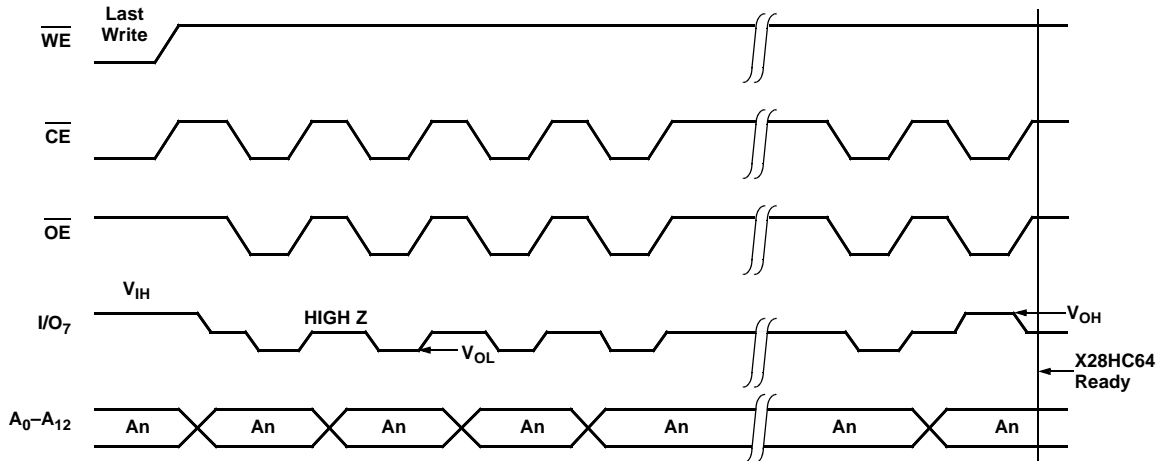 Last
Write
WE
CE
OE
VIH
I/O7
HIGH Z
VOL
VOH
X28HC64
Ready
A0–A12
An An An An An An An